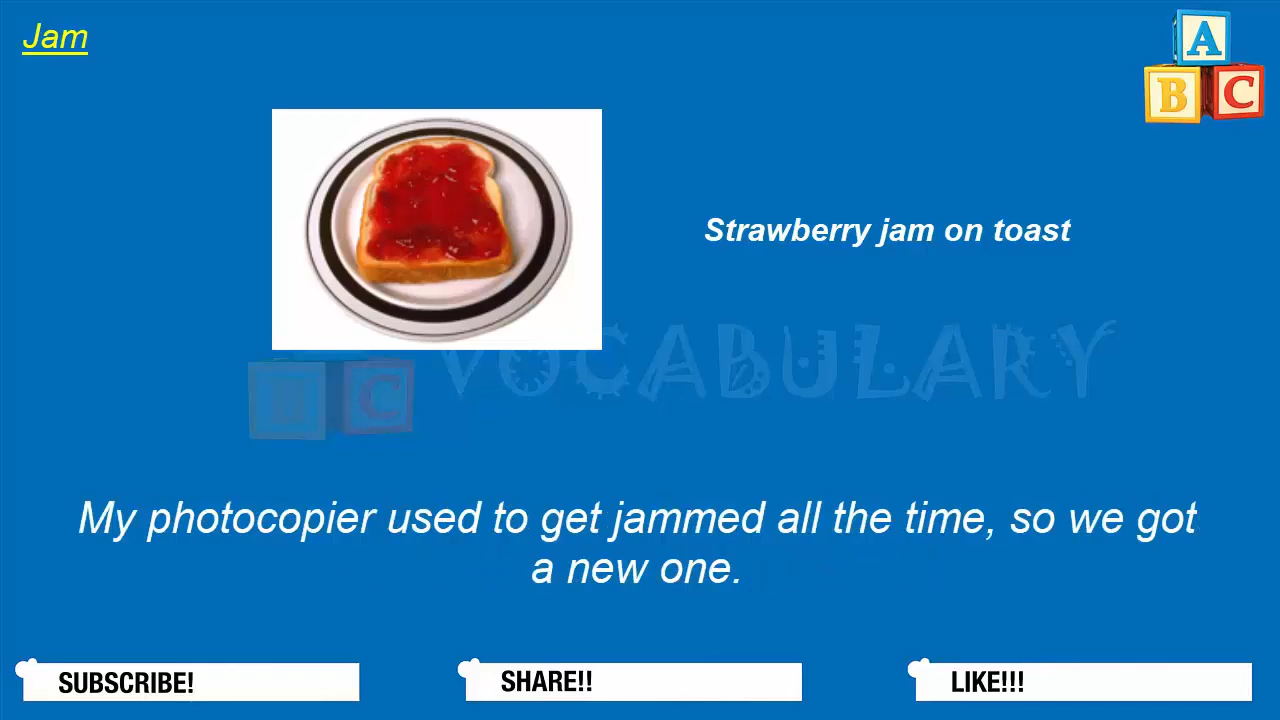 Jam
A
B C
Strawberry jam on toast
VOCABULARY
C
My photocopier used to get jammed all the time, so we got
a new one.
SUBSCRIBE!
SHARE!!
LIKE!!!